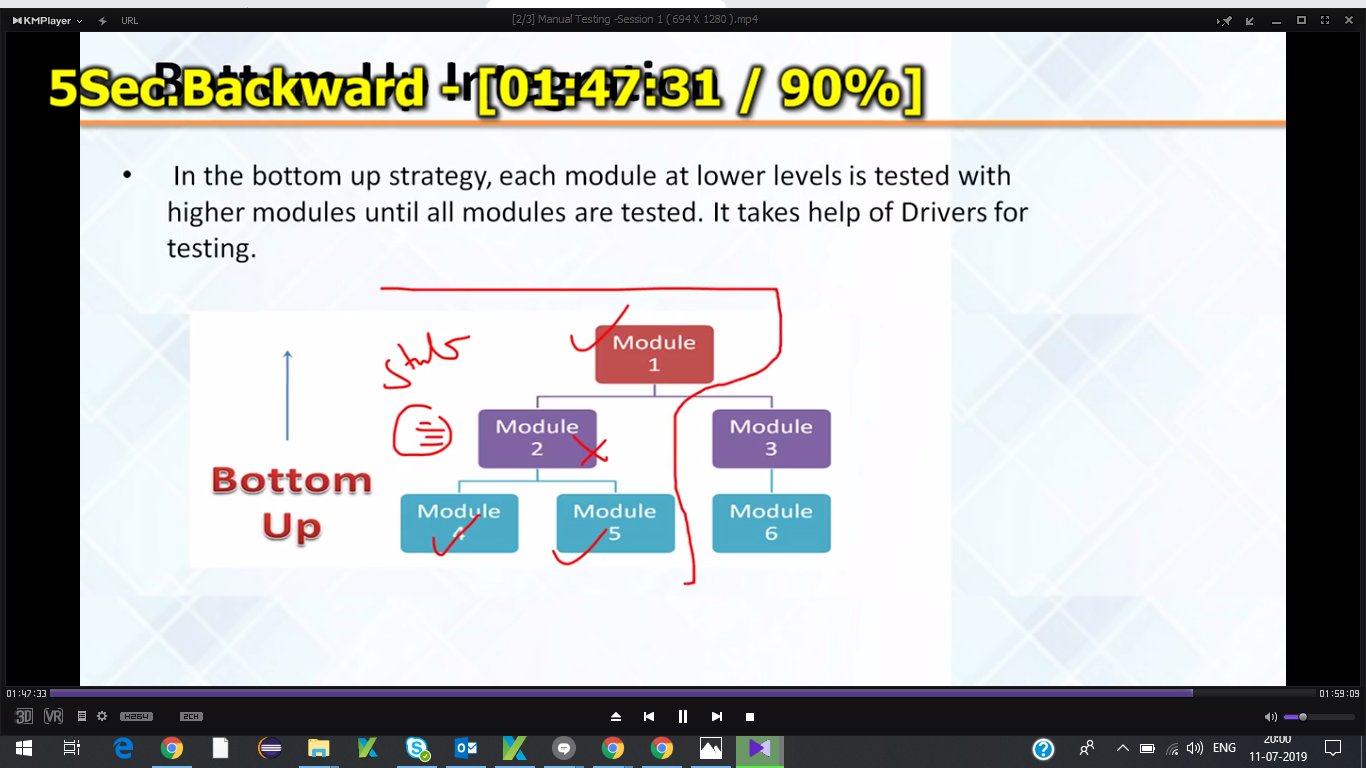 KMPlayer
URL
[2/3] Manual Testing -Session 1 ( 694 X 1280 ).mp4
Bottom Up Integration
5Sec.Backward - [01:47:31 / 90%]
• In the bottom up strategy, each module at lower levels is tested with
higher modules until all modules are tested. It takes help of Drivers for
testing.
Stubs
Module
1
Module
2
Module
3
Bottom
Up
Module
4
Module
5
Module
6
01:47:33
01:59:09
3D
VR
H264
2CH
ENG
20:00
11-07-2019